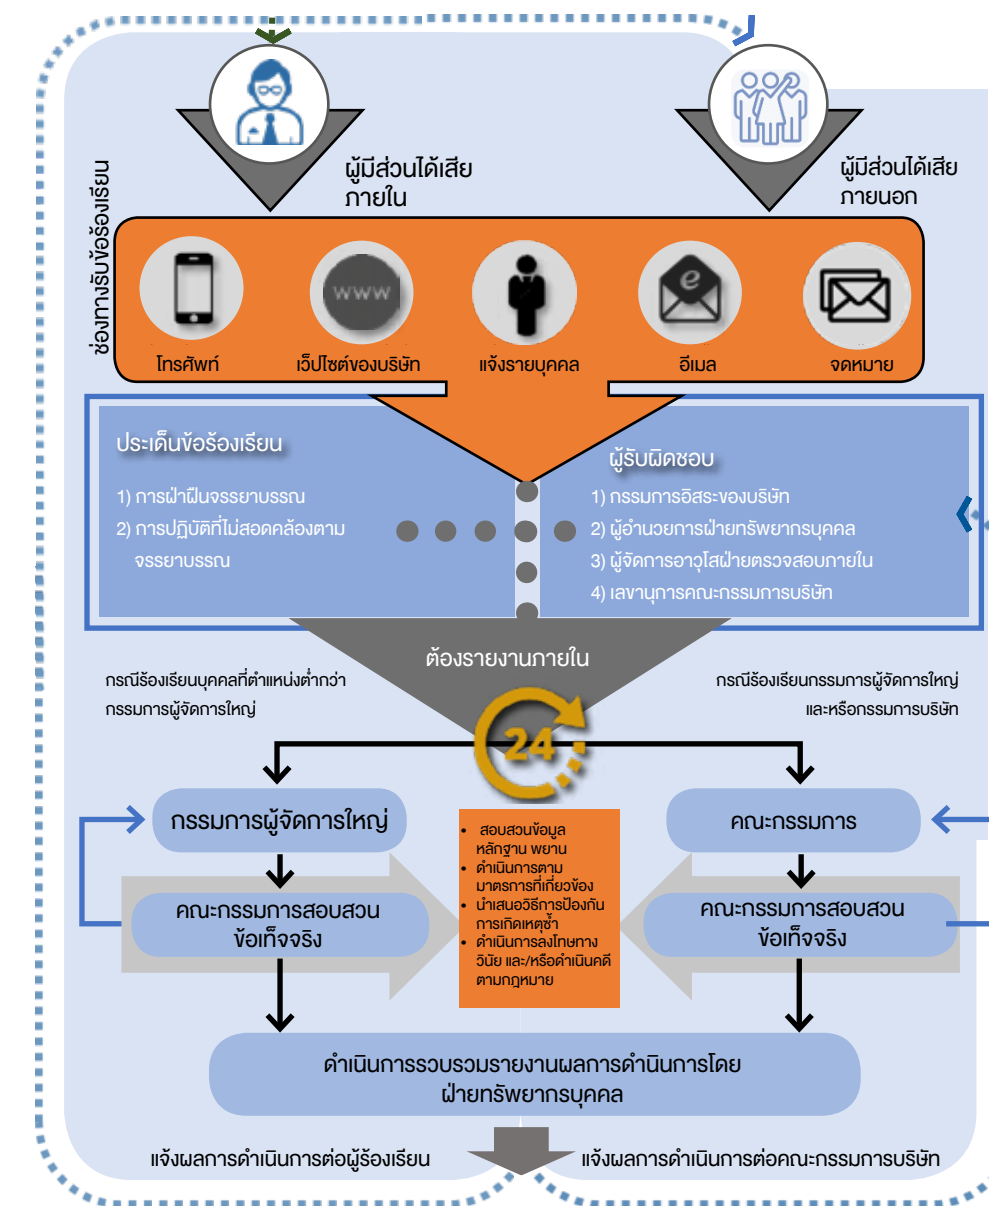 ผู้มีส่วนได้เสีย
ภายใน
ผู้มีส่วนได้เสีย
ภายนอก
ช่องทางรับข้อร้องเรียน
WWW
e
โทรศัพท์
เว็ปไซต์ของบริษัท
แจ้งรายบุคคล
อีเมล
จดหมาย
ประเด็นข้อร้องเรียน
1) การฝ่าฝืนจรรยาบรรณ
2) การปฏิบัติที่ไม่สอดคล้องตาม
จรรยาบรรณ
ผู้รับผิดชอบ
1) กรรมการอิสระของบริษัท
2) ผู้อำนวยการฝ่ายทรัพยากรบุคคล
3) ผู้จัดการอาวุโสฝ่ายตรวจสอบภายใน
4) เลขานุการคณะกรรมการบริษัท
ต้องรายงานภายใน
24
กรณีร้องเรียนบุคคลที่ตำแหน่งต่ำกว่า
กรรมการผู้จัดการใหญ่
กรณีร้องเรียนกรรมการผู้จัดการใหญ่
และหรือกรรมการบริษัท
กรรมการผู้จัดการใหญ่
คณะกรรมการ
คณะกรรมการสอบสวน
ข้อเท็จจริง
• สอบสวนข้อมูล
หลักฐาน พยาน
• ดำเนินการตาม
มาตรการที่เกี่ยวข้อง
• นำเสนอวิธีการป้องกัน
การเกิดเหตุซ้ำ
• ดำเนินการลงโทษทาง
วินัย และ/หรือดำเนินคดี
ตามกฎหมาย
คณะกรรมการสอบสวน
ข้อเท็จจริง
ดำเนินการรวบรวมรายงานผลการดำเนินการโดย
ฝ่ายทรัพยากรบุคคล
แจ้งผลการดำเนินการต่อผู้ร้องเรียน
แจ้งผลการดำเนินการต่อคณะกรรมการบริษัท